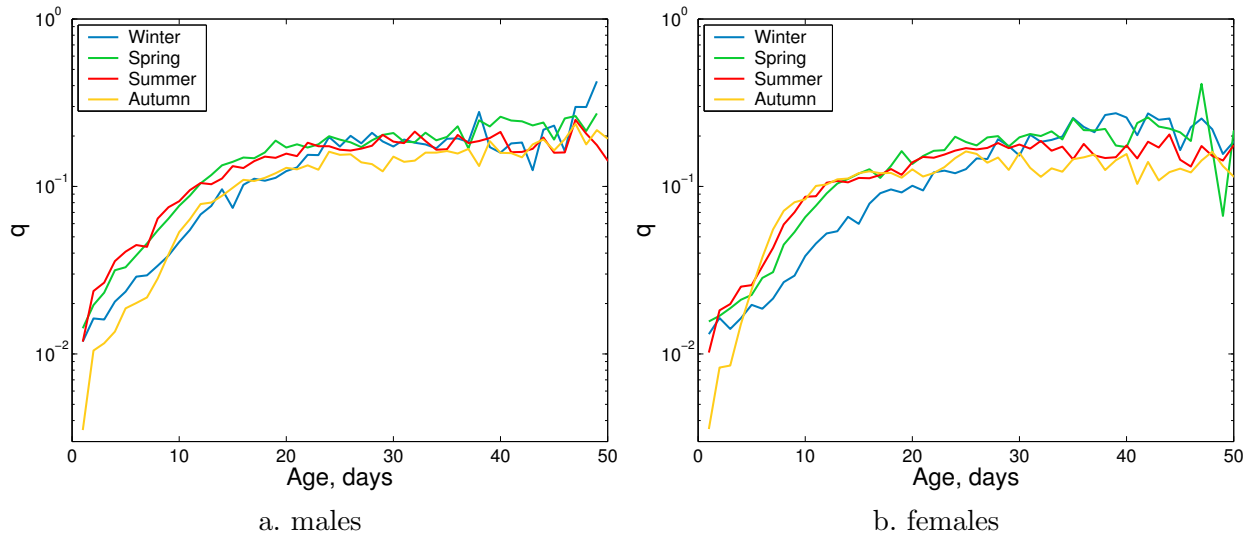 10^0
Winter
Spring
Summer
Autumn
10^-1
q
10^-2
0 10 20 30 40 50
Age, days
a. males
10^0
Winter
Spring
Summer
Autumn
10^-1
q
10^-2
0 10 20 30 40 50
Age, days
b. females